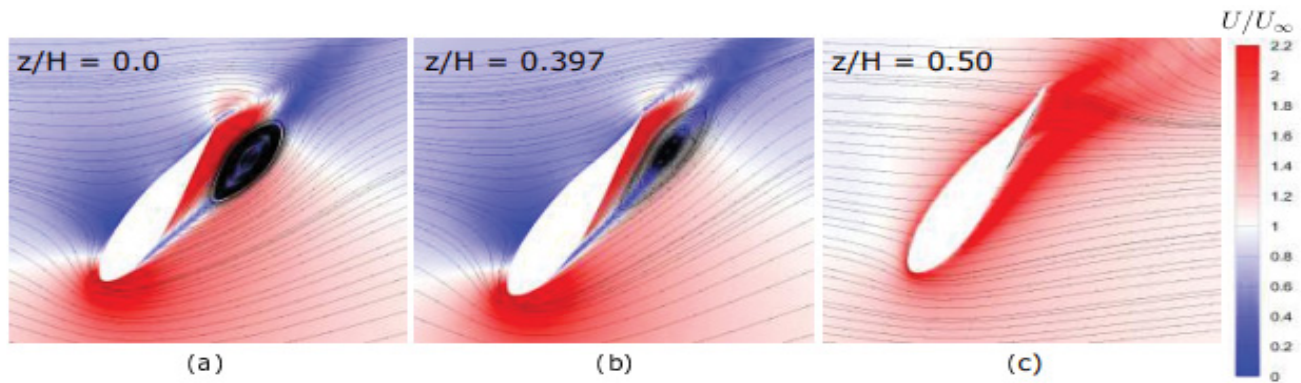 U/U∞
z/H = 0.0
z/H = 0.397
z/H = 0.50
2.2
2
1.8
1.6
1.4
1.2
1
0.8
0.6
0.4
0.2
0
(a)
(b)
(c)